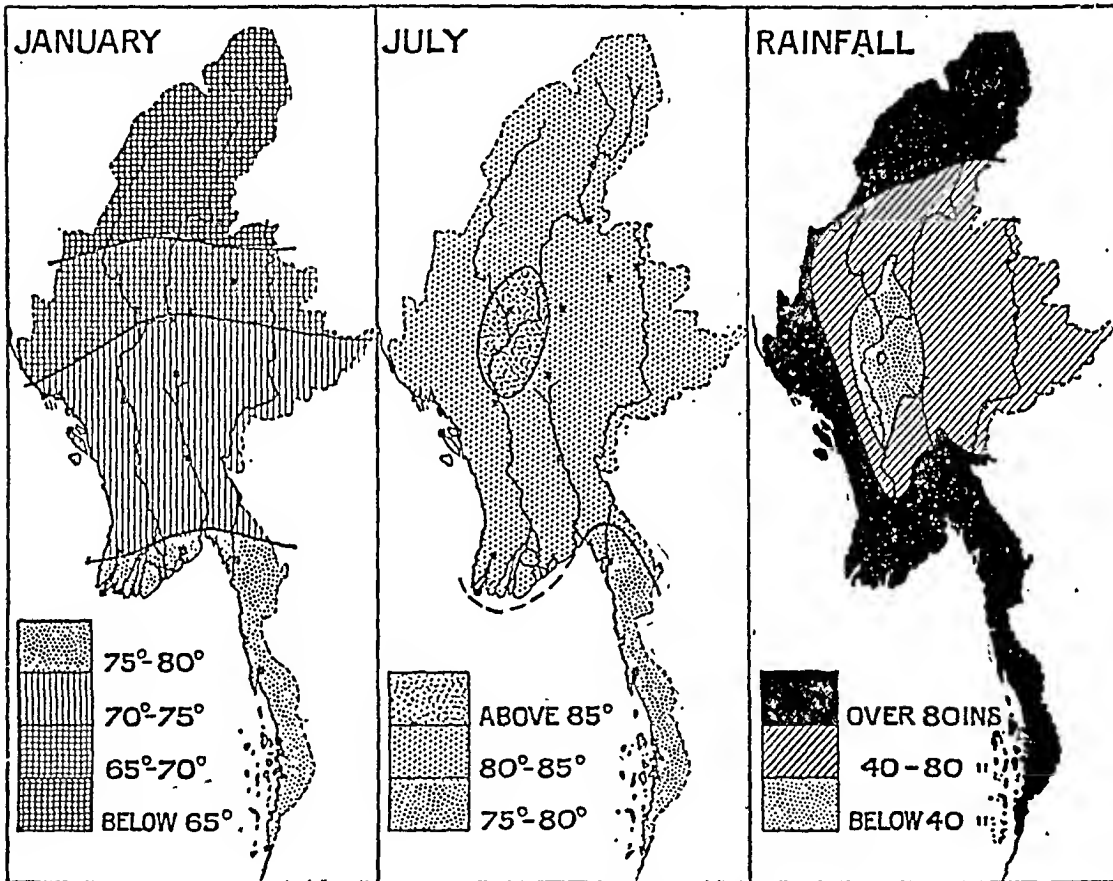 JANUARY
75°-80°
70°-75°
65°-70°
BELOW 65°
JULY
ABOVE 85°
80°-85°
75°-80°
RAINFALL
OVER 80INS
40-80 "
BELOW 40 "